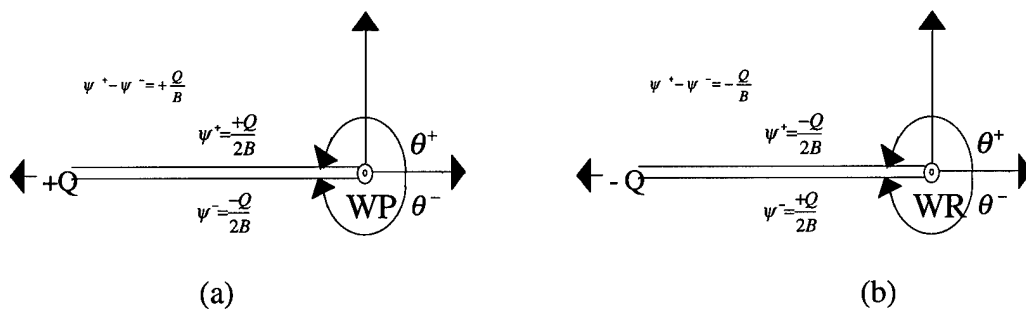 ψ⁺−ψ⁻=+Q/B
ψ⁺=+Q/2B
θ⁺
+Q
WP
θ⁻
ψ⁻=−Q/2B
(a)
ψ⁺−ψ⁻=−Q/B
ψ⁺=−Q/2B
θ⁺
-Q
WR
θ⁻
ψ⁻=+Q/2B
(b)